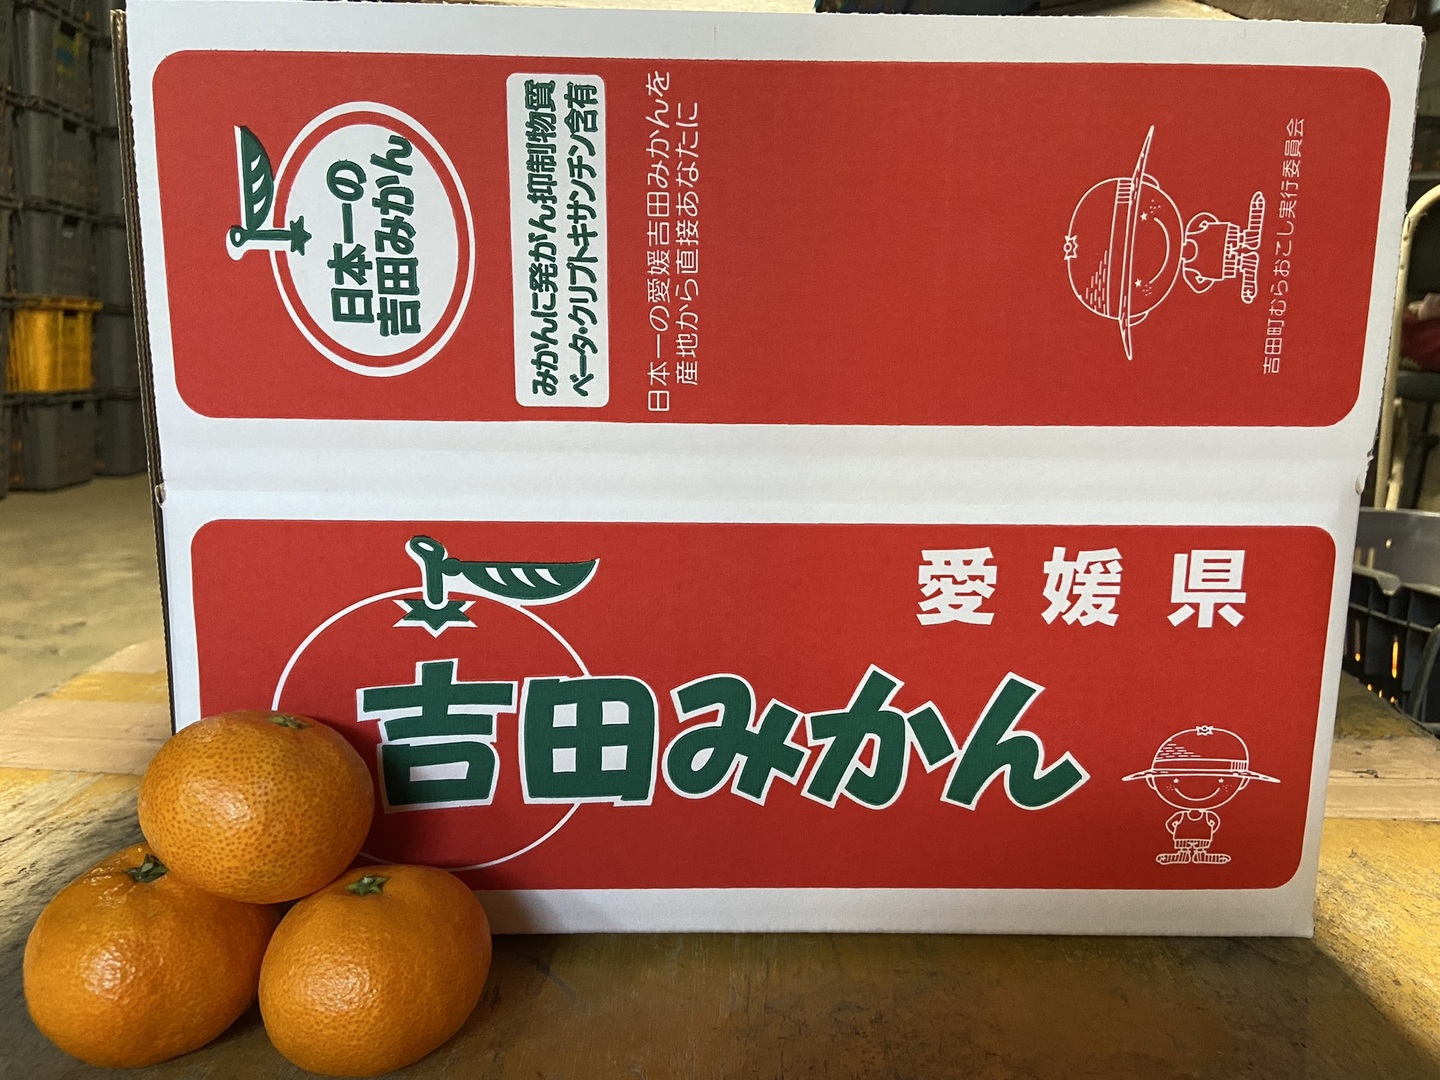 日本一の
吉田みかん
みかんに発がん抑制物質
ベータ・クリプトキサンチン含有
日本一の愛媛吉田みかんを
産地から直接あなたに
吉田町むらおこし実行委員会
愛媛県
吉田みかん